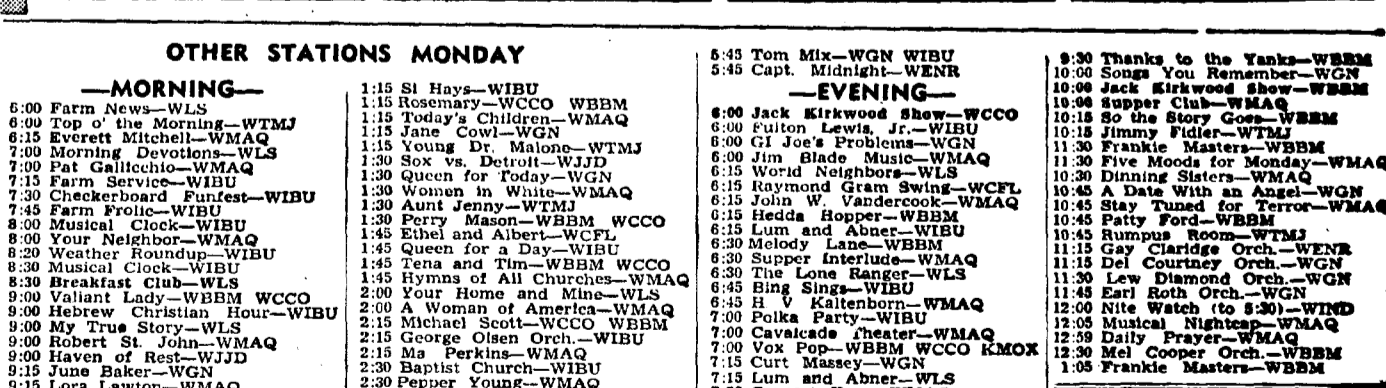 OTHER STATIONS MONDAY
—MORNING—
6:00 Farm News—WLS
6:00 Top o' the Morning—WTMJ
6:15 Everett Mitchell—WMAQ
7:00 Morning Devotions—WLS
7:00 Pat Gallicchio—WMAQ
7:15 Farm Service—WIBU
7:30 Checkerboard Funfest—WIBU
7:45 Farm Frolic—WIBU
8:00 Musical Clock—WIBU
8:00 Your Neighbor—WMAQ
8:20 Weather Roundup—WIBU
8:30 Musical Clock—WIBU
8:30 Breakfast Club—WLS
9:00 Valiant Lady—WBBM WCCO
9:00 Hebrew Christian Hour—WIBU
9:00 My True Story—WLS
9:00 Robert St. John—WMAQ
9:00 Haven of Rest—WJJD
9:15 June Baker—WGN
9:15 Lora Lawton—WMAQ
1:15 Si Hays—WIBU
1:15 Rosemary—WCCO WBBM
1:15 Today's Children—WMAQ
1:15 Jane Cowl—WGN
1:15 Young Dr. Malone—WTMJ
1:30 Sox vs. Detroit—WJJD
1:30 Queen for Today—WGN
1:30 Women in White—WMAQ
1:30 Aunt Jenny—WTMJ
1:30 Perry Mason—WBBM WCCO
1:45 Ethel and Albert—WCFL
1:45 Queen for a Day—WIBU
1:45 Tena and Tim—WBBM WCCO
1:45 Hymns of All Churches—WMAQ
2:00 Your Home and Mine—WLS
2:00 A Woman of America—WMAQ
2:15 Michael Scott—WCCO WBBM
2:15 George Olsen Orch.—WIBU
2:15 Ma Perkins—WMAQ
2:30 Baptist Church—WIBU
2:30 Pepper Young—WMAQ
5:45 Tom Mix—WGN WIBU
5:45 Capt. Midnight—WENR
—EVENING—
6:00 Jack Kirkwood Show—WCCO
6:00 Fulton Lewis, Jr.—WIBU
6:00 GI Joe's Problems—WGN
6:00 Jim Blade Music—WMAQ
6:15 World Neighbors—WLS
6:15 Raymond Gram Swing—WCFL
6:15 John W. Vandercook—WMAQ
6:15 Hedda Hopper—WBBM
6:15 Lum and Abner—WIBU
6:30 Melody Lane—WBBM
6:30 Supper Interlude—WMAQ
6:30 The Lone Ranger—WLS
6:45 Bing Sings—WIBU
6:45 H V Kaltenborn—WMAQ
7:00 Polka Party—WIBU
7:00 Cavalcade Theater—WMAQ
7:00 Vox Pop—WBBM WCCO KMOX
7:15 Curt Massey—WGN
7:15 Lum and Abner—WLS
9:30 Thanks to the Yanks—WBBM
10:00 Songs You Remember—WGN
10:00 Jack Kirkwood Show—WBBM
10:00 Supper Club—WMAQ
10:15 So the Story Goes—WBBM
10:15 Jimmy Fidler—WTMJ
11:30 Frankie Masters—WBBM
11:30 Five Moods for Monday—WMAQ
10:30 Dinning Sisters—WMAQ
10:45 A Date With an Angel—WGN
10:45 Stay Tuned for Terror—WMAQ
10:45 Patty Ford—WBBM
10:45 Rumpus Room—WTMJ
11:15 Gay Claridge Orch.—WENR
11:15 Del Courtney Orch.—WGN
11:30 Lew Diamond Orch.—WGN
11:45 Earl Roth Orch.—WGN
12:00 Nite Watch (to 5:30)—WIND
12:05 Musical Nightcap—WMAQ
12:59 Daily Prayer—WMAQ
12:30 Mel Cooper Orch.—WBBM
1:05 Frankie Masters—WBBM